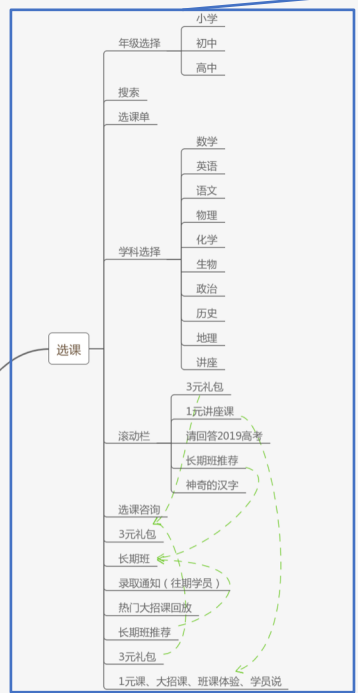 选课
年级选择
小学
初中
高中
搜索
选课单
学科选择
数学
英语
语文
物理
化学
生物
政治
历史
地理
讲座
滚动栏
3元礼包
1元讲座课
请回答2019高考
长期班推荐
神奇的汉字
选课咨询
3元礼包
长期班
录取通知（往期学员）
热门大招课回放
长期班推荐
3元礼包
1元课、大招课、班课体验、学员说